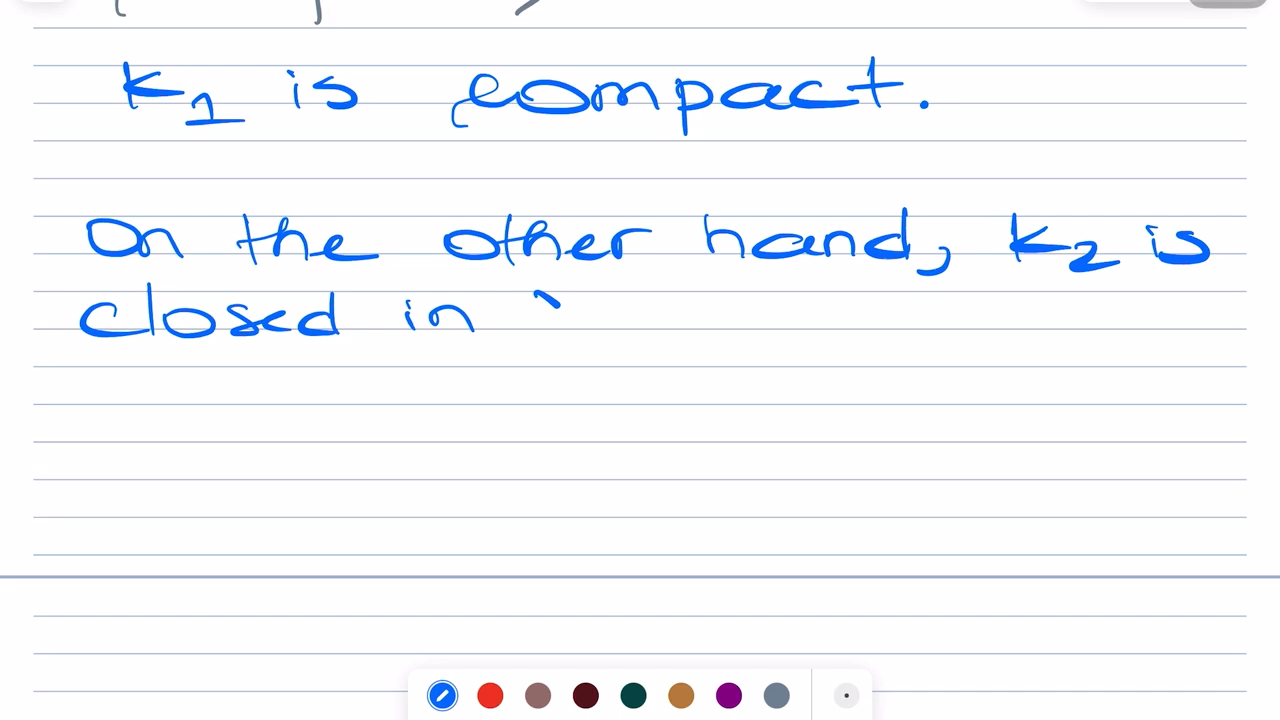 k₁ is compact.
On the other hand, k₂ is
closed in